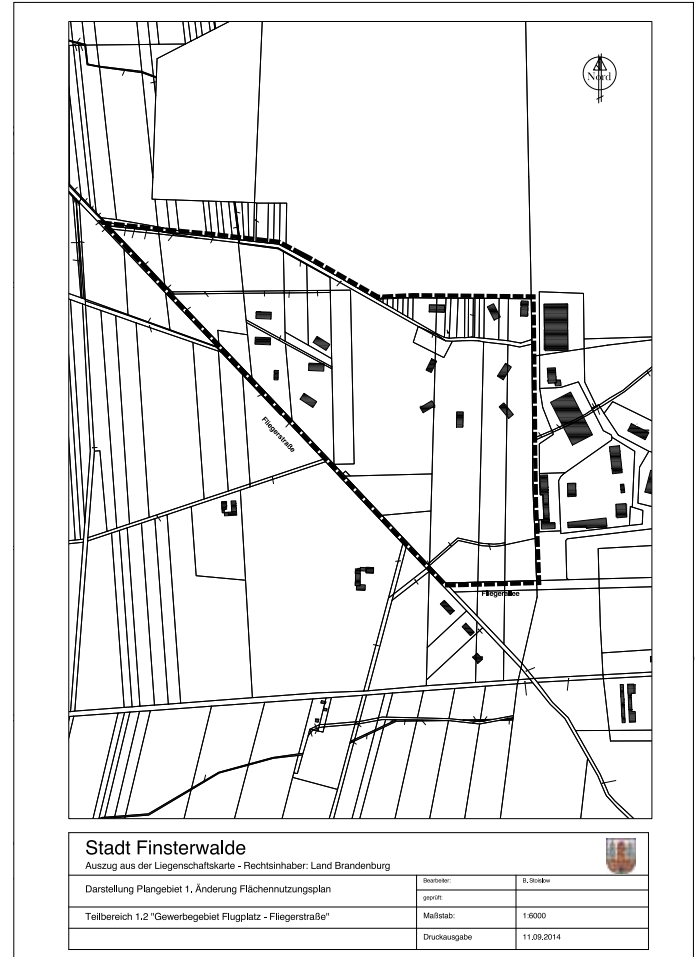 Nord
Fliegerstraße
Fliegerallee
Stadt Finsterwalde
Auszug aus der Liegenschaftskarte - Rechtsinhaber: Land Brandenburg
Darstellung Plangebiet 1. Änderung Flächennutzungsplan
Bearbeiter: B. Stoislow
geprüft:
Teilbereich 1.2 "Gewerbegebiet Flugplatz - Fliegerstraße"
Maßstab: 1:6000
Druckausgabe 11.09.2014